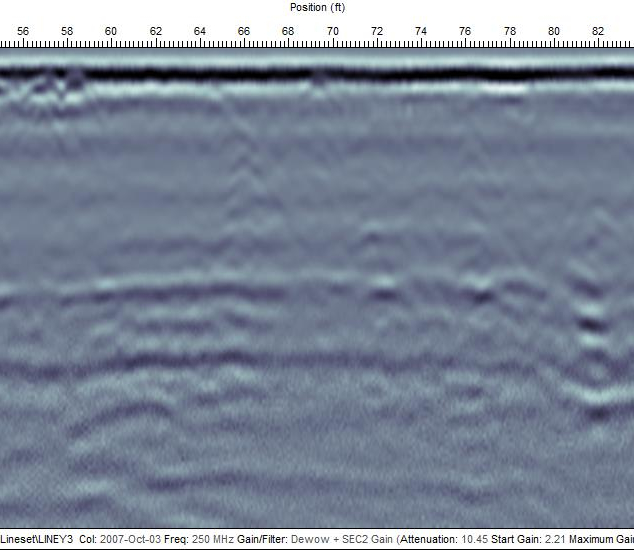 Position (ft)
56 58 60 62 64 66 68 70 72 74 76 78 80 82
Lineset\LINEY3 Col: 2007-Oct-03 Freq: 250 MHz Gain/Filter: Dewow + SEC2 Gain (Attenuation: 10.45 Start Gain: 2.21 Maximum Gai